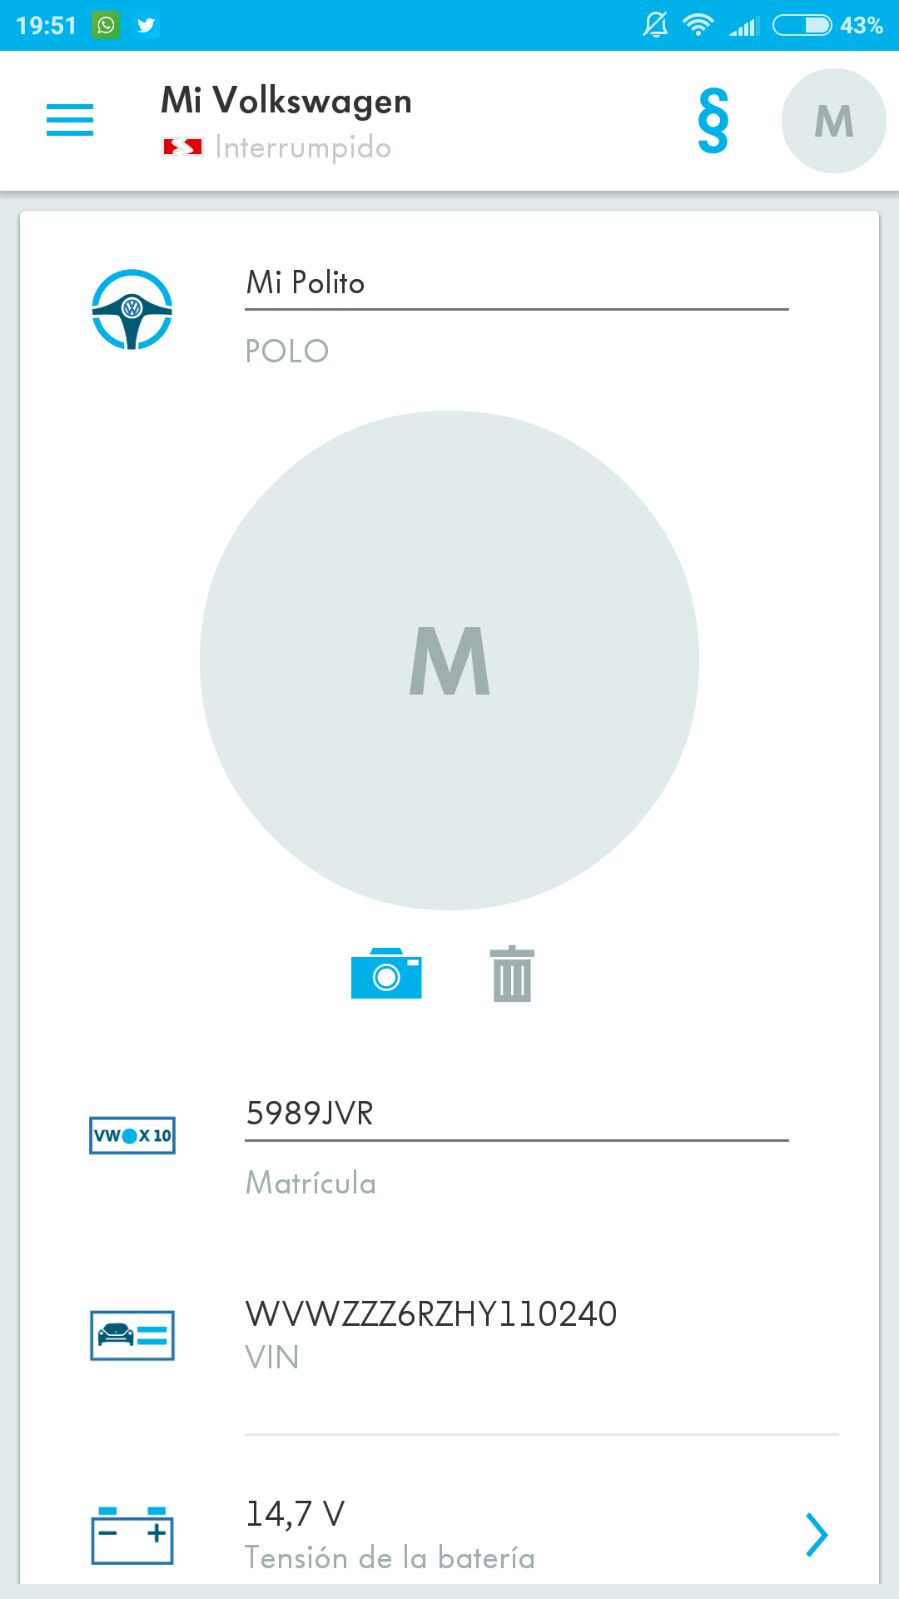 19:51
43%
Mi Volkswagen
Interrumpido
§
M
Mi Polito
POLO
M
5989JVR
VW X 10
Matrícula
WVWZZZ6RZHY110240
VIN
14,7 V
Tensión de la batería